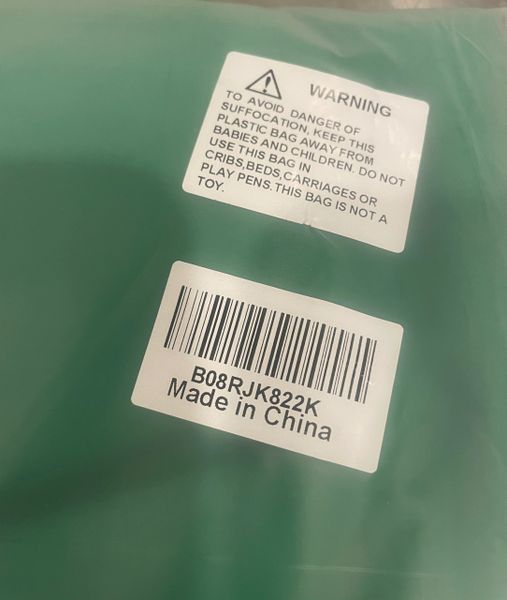 WARNING
TO AVOID DANGER OF
SUFFOCATION, KEEP THIS
PLASTIC BAG AWAY FROM
BABIES AND CHILDREN. DO NOT
USE THIS BAG IN
CRIBS,BEDS,CARRIAGES OR
PLAY PENS.THIS BAG IS NOT A
TOY.
B08RJK822K
Made in China